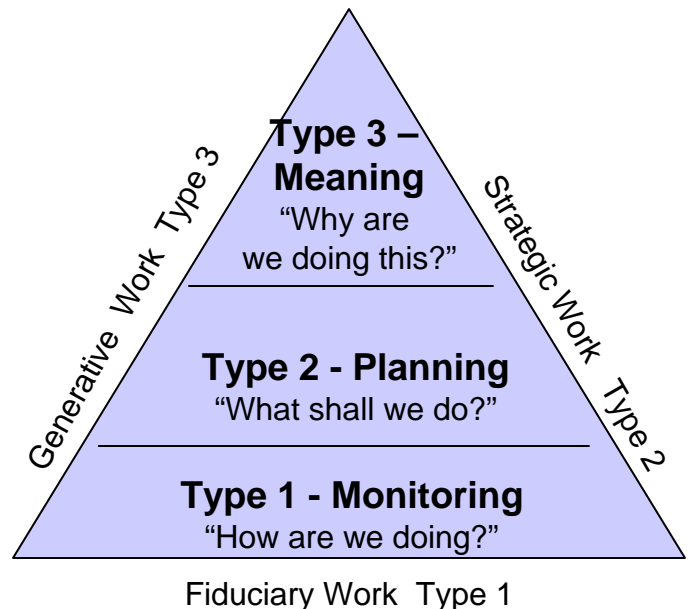 Type 3 –
Meaning
“Why are
we doing this?”
Generative Work Type 3
Strategic Work Type 2
Type 2 - Planning
“What shall we do?”
Type 1 - Monitoring
“How are we doing?”
Fiduciary Work Type 1